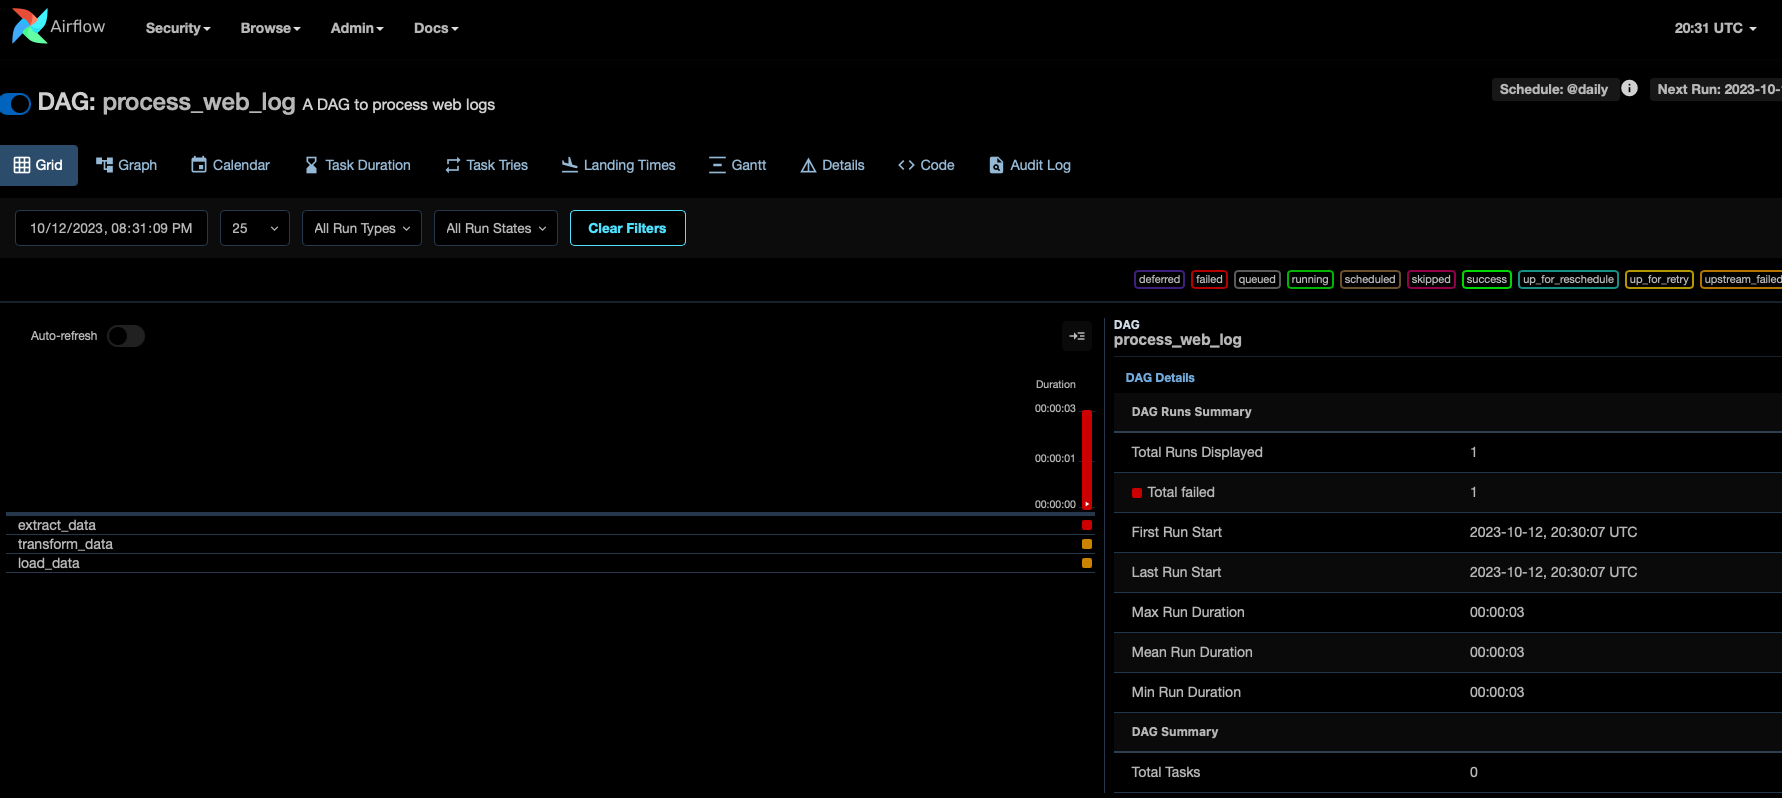 Airflow Security Browse Admin Docs 20:31 UTC
DAG: process_web_log A DAG to process web logs
Schedule: @daily Next Run: 2023-10-
Grid Graph Calendar Task Duration Task Tries Landing Times Gantt Details Code Audit Log
10/12/2023, 08:31:09 PM 25 All Run Types All Run States Clear Filters
deferred failed queued running scheduled skipped success up_for_reschedule up_for_retry upstream_failed
Auto-refresh
Duration
00:00:03
00:00:01
00:00:00
extract_data
transform_data
load_data
DAG
process_web_log
DAG Details
DAG Runs Summary
Total Runs Displayed 1
Total failed 1
First Run Start 2023-10-12, 20:30:07 UTC
Last Run Start 2023-10-12, 20:30:07 UTC
Max Run Duration 00:00:03
Mean Run Duration 00:00:03
Min Run Duration 00:00:03
DAG Summary
Total Tasks 0